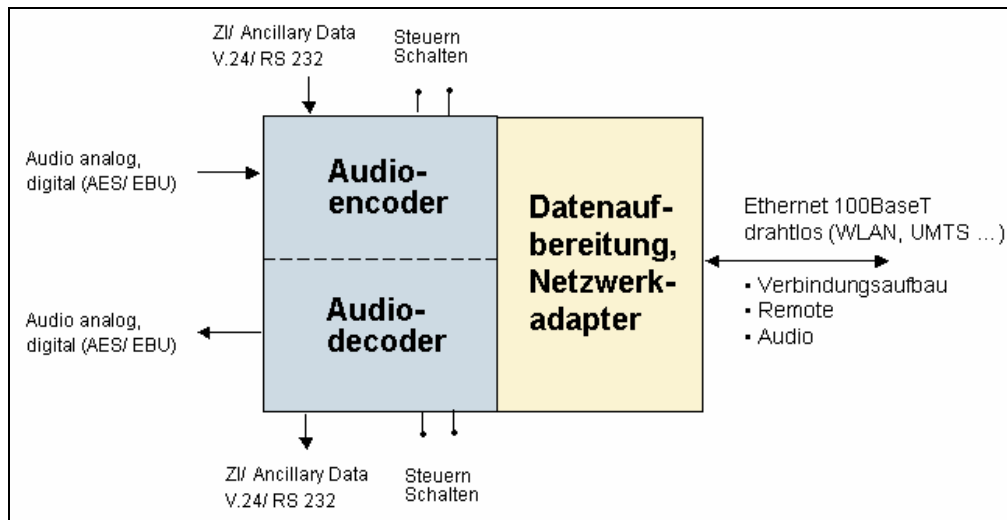 ZI/ Ancillary Data
V.24/ RS 232
Steuern
Schalten
Audio analog,
digital (AES/ EBU)
Audio-
encoder
Datenauf-
bereitung,
Netzwerk-
adapter
Ethernet 100BaseT
drahtlos (WLAN, UMTS ...)
▪ Verbindungsaufbau
▪ Remote
▪ Audio
Audio analog,
digital (AES/ EBU)
Audio-
decoder
ZI/ Ancillary Data
V.24/ RS 232
Steuern
Schalten